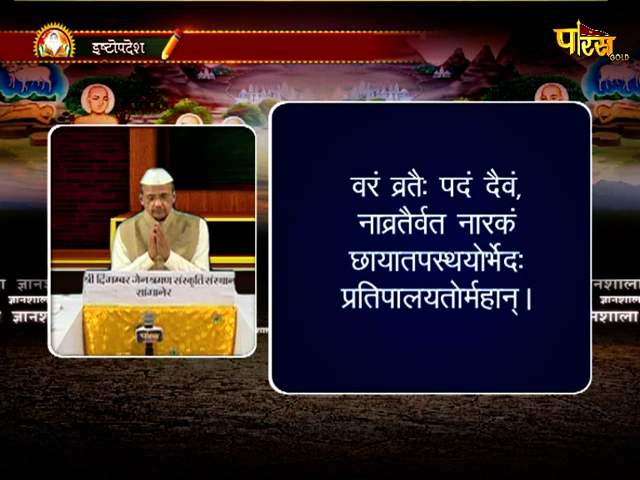 इष्टोपदेश
पारस
GOLD
वरं व्रतैः पदं दैवं,
नाव्रतैर्वत नारकं
छायातपस्थयोर्भेदः
प्रतिपालयतोर्महान्।
श्री दिगम्बर जैन श्रमण संस्कृति संस्थान
सांगानेर
पारस
ज्ञानशाला
ज्ञानशाला
ज्ञानशाला